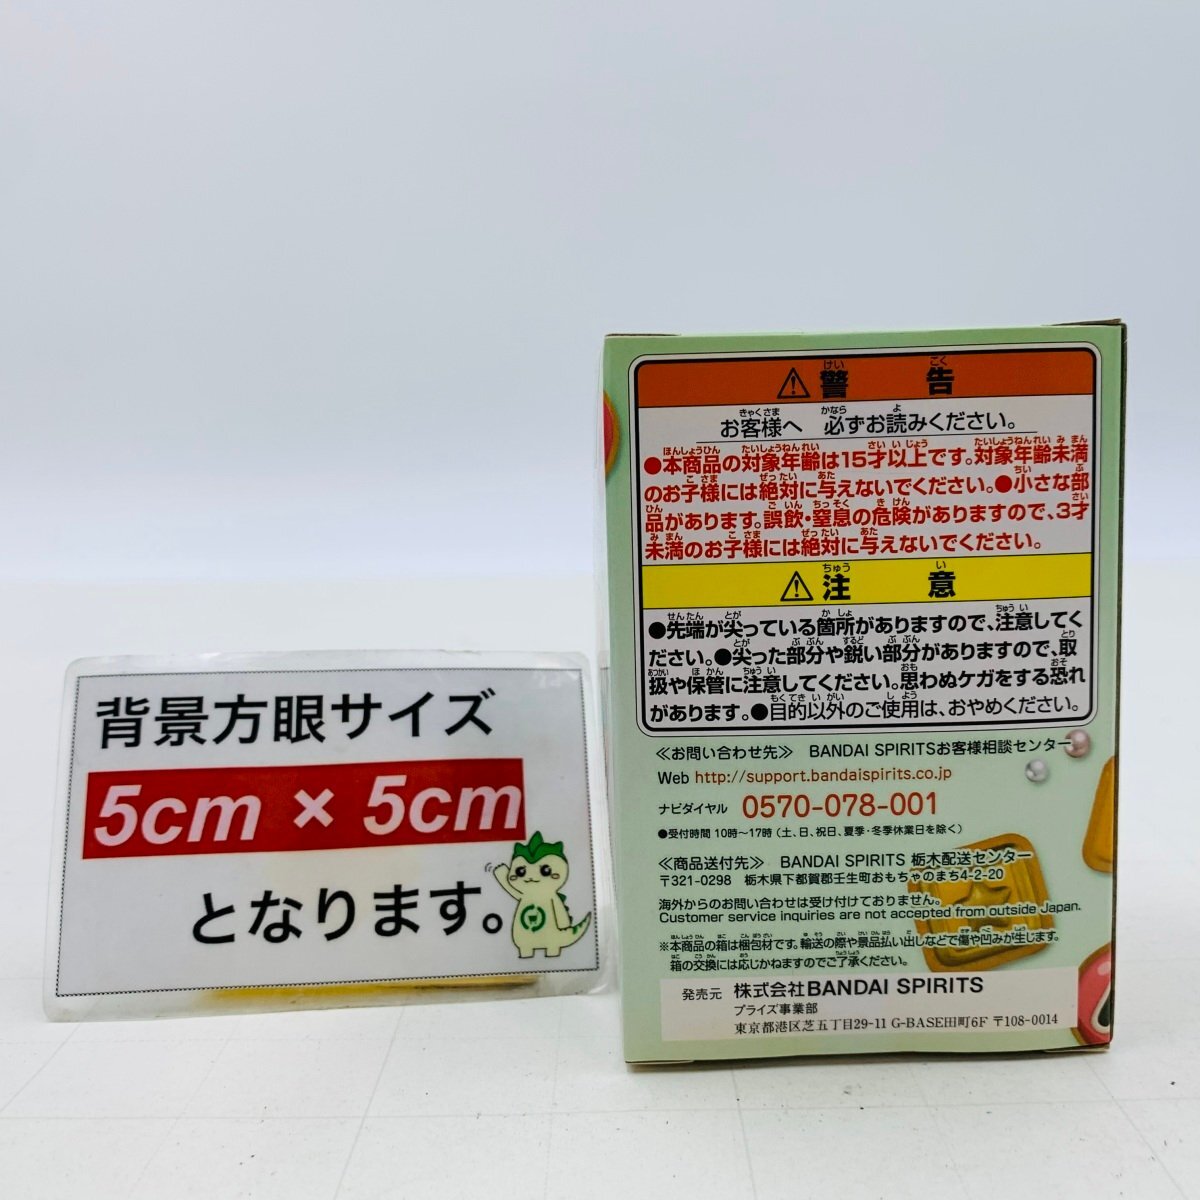 背景方眼サイズ
5cm × 5cm
となります。
⚠警告
お客様へ 必ずお読みください。
●本商品の対象年齢は15才以上です。対象年齢未満
のお子様には絶対に与えないでください。●小さな部
品があります。誤飲・窒息の危険がありますので、3才
未満のお子様には絶対に与えないでください。
⚠注意
●先端が尖っている箇所がありますので、注意してく
ださい。●尖った部分や鋭い部分がありますので、取
扱や保管に注意してください。思わぬケガをする恐れ
があります。●目的以外のご使用は、おやめください。
≪お問い合わせ先≫ BANDAI SPIRITSお客様相談センター
Web http://support.bandaispirits.co.jp
ナビダイヤル 0570-078-001
●受付時間 10時〜17時(土、日、祝日、夏季・冬季休業日を除く)
≪商品送付先≫ BANDAI SPIRITS 栃木配送センター
〒321-0298 栃木県下都賀郡壬生町おもちゃのまち4-2-20
海外からのお問い合わせは受け付けておりません。
Customer service inquiries are not accepted from outside Japan.
※本商品の箱は梱包材です。輸送の際や景品払い出しなどで傷や凹みが生じます。
箱の交換には応じかねますのでご了承ください。
発売元 株式会社BANDAI SPIRITS
プライズ事業部
東京都港区芝五丁目29-11 G-BASE田町6F 〒108-0014